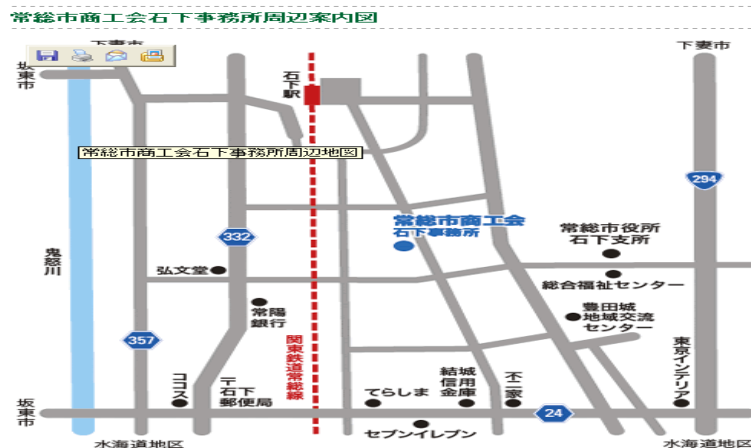 常総市商工会石下事務所周辺案内図
下妻市
下妻市
坂東市
石下駅
常総市商工会石下事務所周辺地図
294
常総市商工会
石下事務所
常総市役所
石下支所
332
鬼怒川
弘文堂
総合福祉センター
常陽
銀行
豊田城
地域交流
センター
357
関東鉄道常総線
東京インテリア
ココス
〒石下
郵便局
てらしま
結城
信用
金庫
不二家
坂東市
24
セブンイレブン
水海道地区
水海道地区